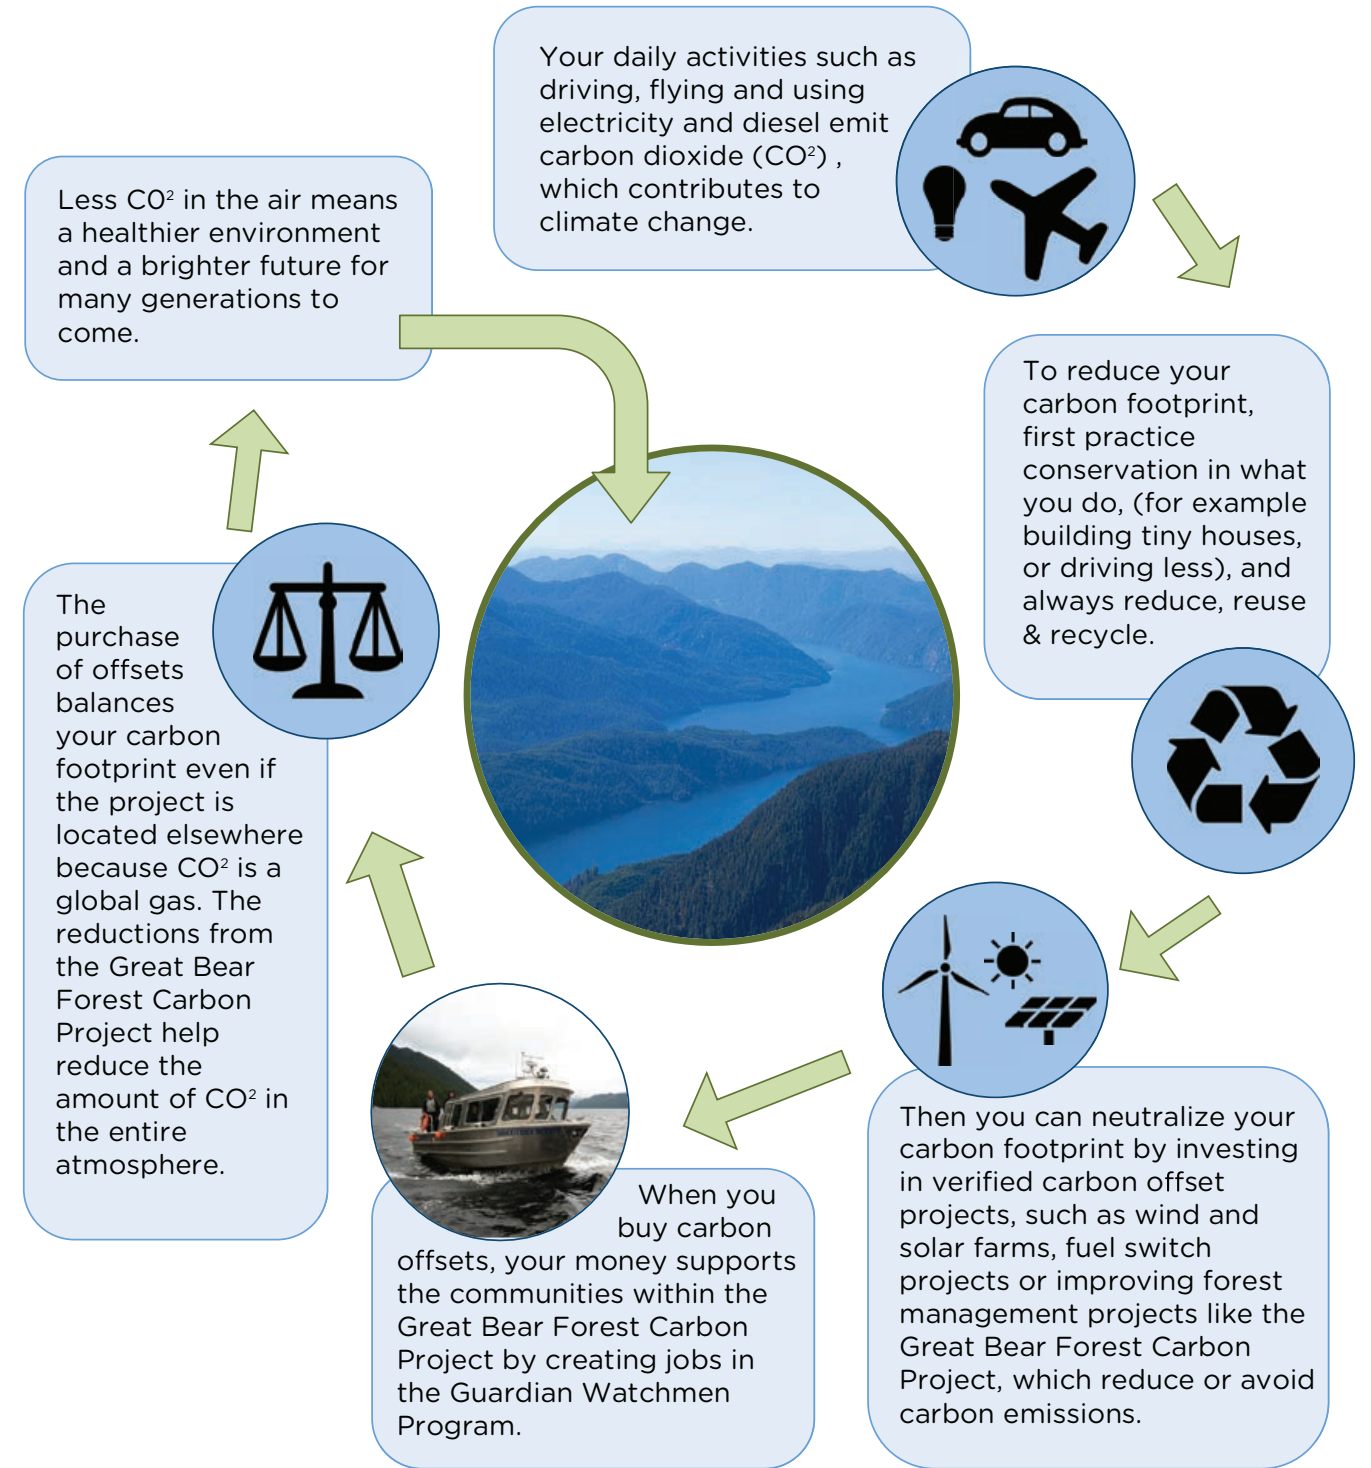 Your daily activities such as
driving, flying and using
electricity and diesel emit
carbon dioxide (CO²) ,
which contributes to
climate change.
To reduce your
carbon footprint,
first practice
conservation in what
you do, (for example
building tiny houses,
or driving less), and
always reduce, reuse
& recycle.
Then you can neutralize your
carbon footprint by investing
in verified carbon offset
projects, such as wind and
solar farms, fuel switch
projects or improving forest
management projects like the
Great Bear Forest Carbon
Project, which reduce or avoid
carbon emissions.
When you
buy carbon
offsets, your money supports
the communities within the
Great Bear Forest Carbon
Project by creating jobs in
the Guardian Watchmen
Program.
The
purchase
of offsets
balances
your carbon
footprint even if
the project is
located elsewhere
because CO² is a
global gas. The
reductions from
the Great Bear
Forest Carbon
Project help
reduce the
amount of CO² in
the entire
atmosphere.
Less C0² in the air means
a healthier environment
and a brighter future for
many generations to
come.